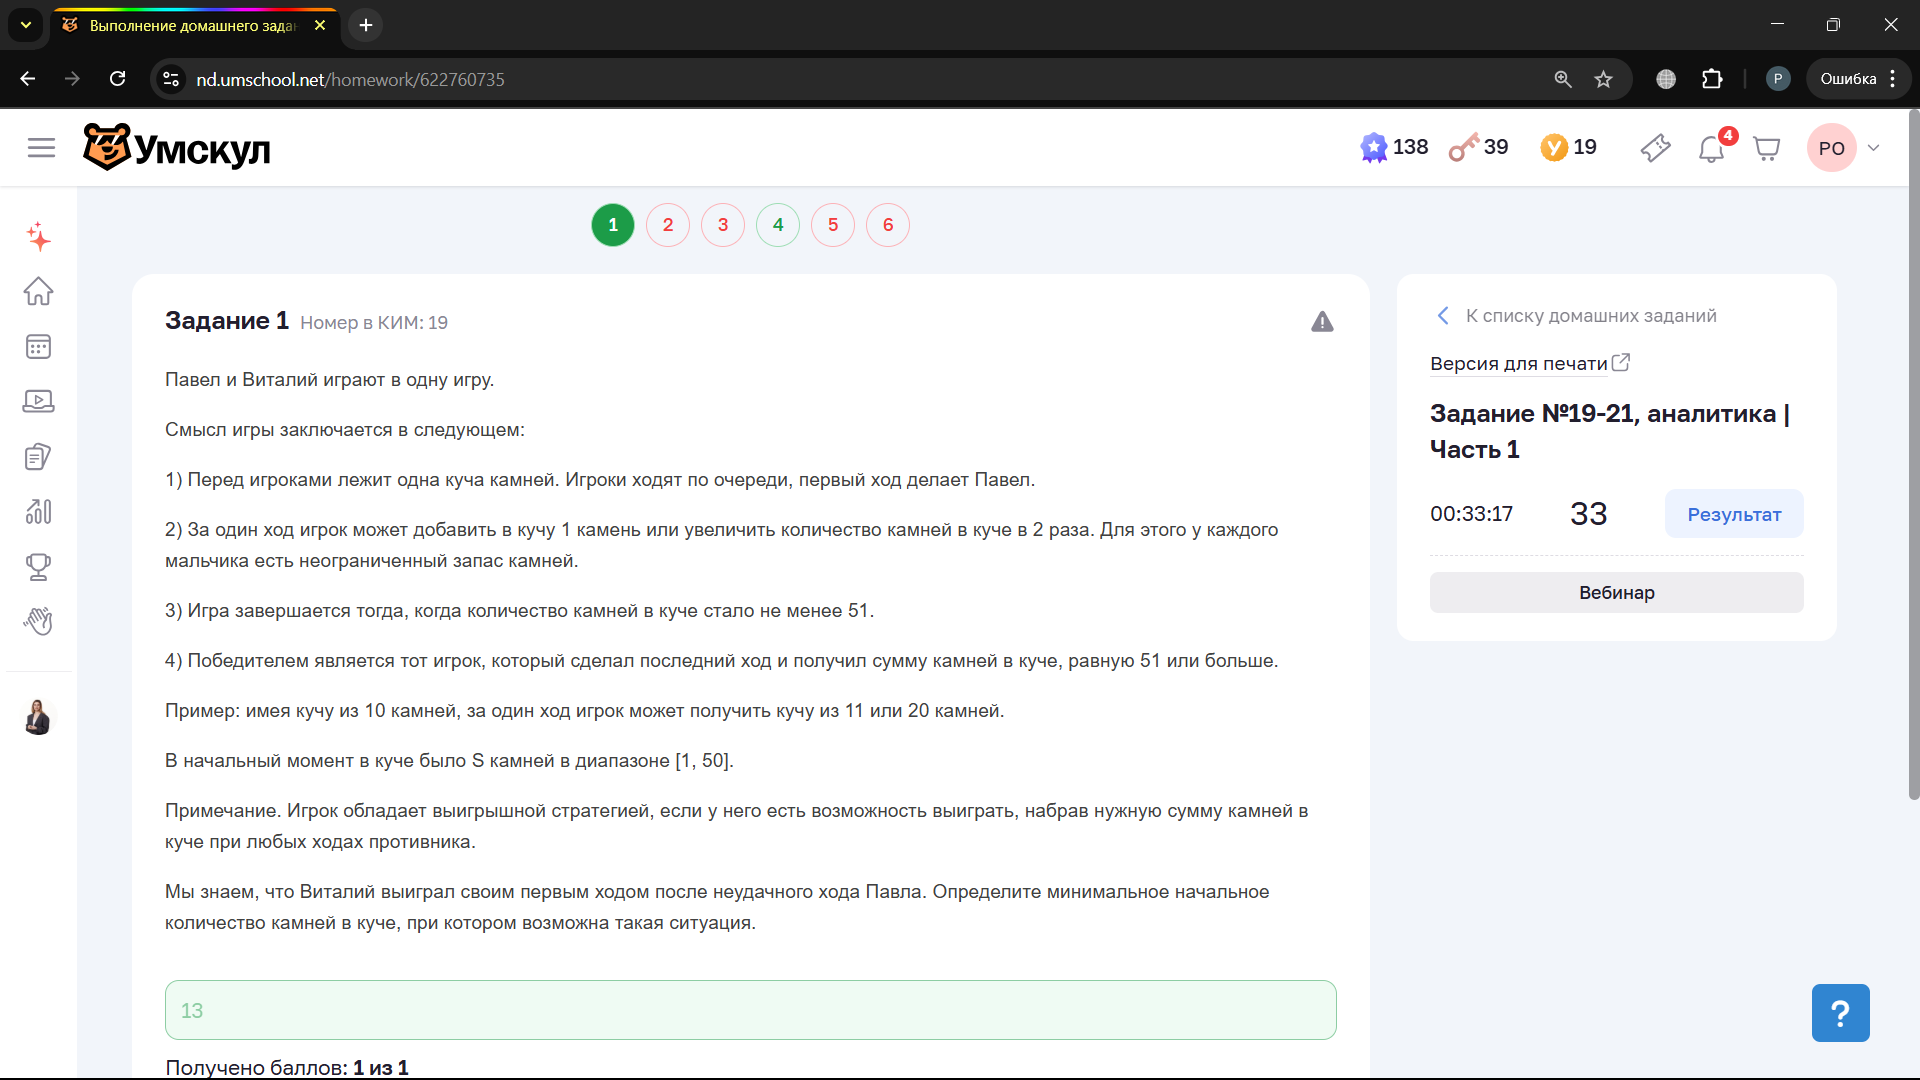 Выполнение домашнего зада
nd.umschool.net/homework/622760735
P
Ошибка
Умскул
138
39
19
4
PO
1
2
3
4
5
6
Задание 1 Номер в КИМ: 19
Павел и Виталий играют в одну игру.
Смысл игры заключается в следующем:
1) Перед игроками лежит одна куча камней. Игроки ходят по очереди, первый ход делает Павел.
2) За один ход игрок может добавить в кучу 1 камень или увеличить количество камней в куче в 2 раза. Для этого у каждого
мальчика есть неограниченный запас камней.
3) Игра завершается тогда, когда количество камней в куче стало не менее 51.
4) Победителем является тот игрок, который сделал последний ход и получил сумму камней в куче, равную 51 или больше.
Пример: имея кучу из 10 камней, за один ход игрок может получить кучу из 11 или 20 камней.
В начальный момент в куче было S камней в диапазоне [1, 50].
Примечание. Игрок обладает выигрышной стратегией, если у него есть возможность выиграть, набрав нужную сумму камней в
куче при любых ходах противника.
Мы знаем, что Виталий выиграл своим первым ходом после неудачного хода Павла. Определите минимальное начальное
количество камней в куче, при котором возможна такая ситуация.
13
Получено баллов: 1 из 1
К списку домашних заданий
Версия для печати
Задание №19-21, аналитика |
Часть 1
00:33:17
33
Результат
Вебинар
?